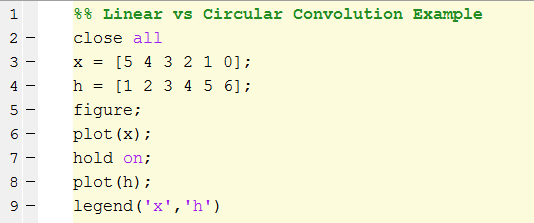 1 %% Linear vs Circular Convolution Example
2 - close all
3 - x = [5 4 3 2 1 0];
4 - h = [1 2 3 4 5 6];
5 - figure;
6 - plot(x);
7 - hold on;
8 - plot(h);
9 - legend('x','h')